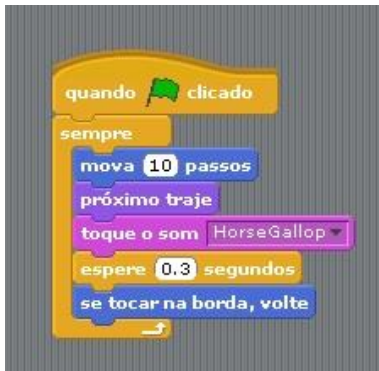 quando clicado
sempre
mova 10 passos
próximo traje
toque o som HorseGallop
espere 0.3 segundos
se tocar na borda, volte